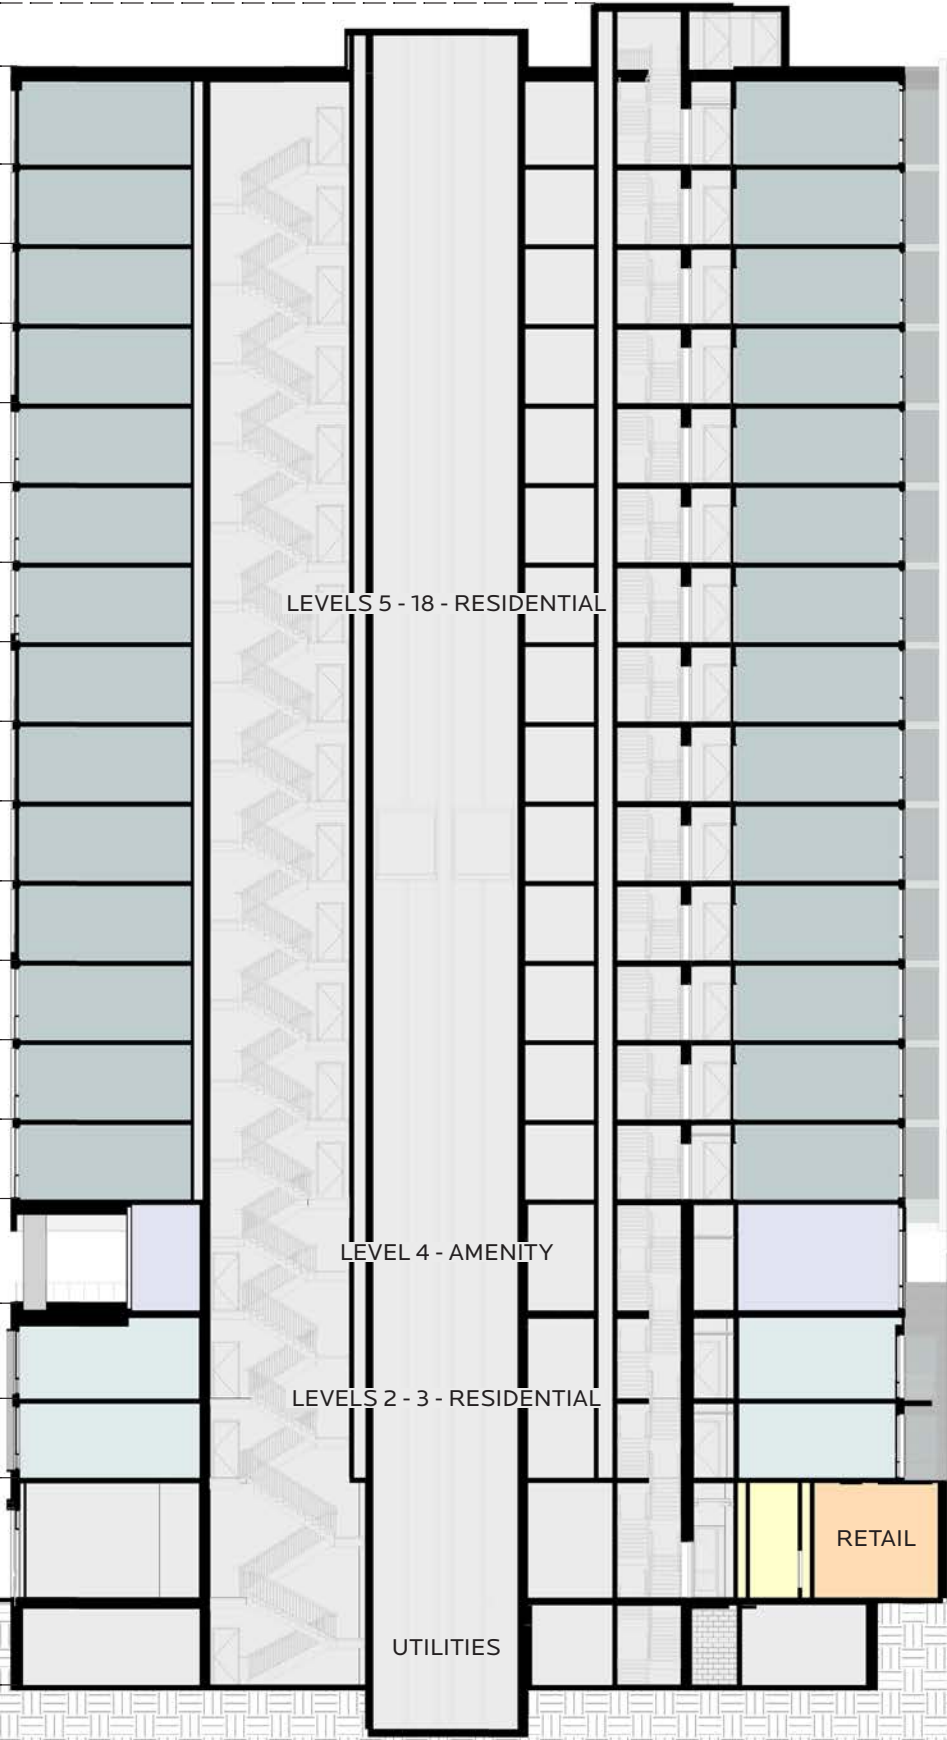 LEVELS 5 - 18 - RESIDENTIAL
LEVEL 4 - AMENITY
LEVELS 2 - 3 - RESIDENTIAL
RETAIL
UTILITIES